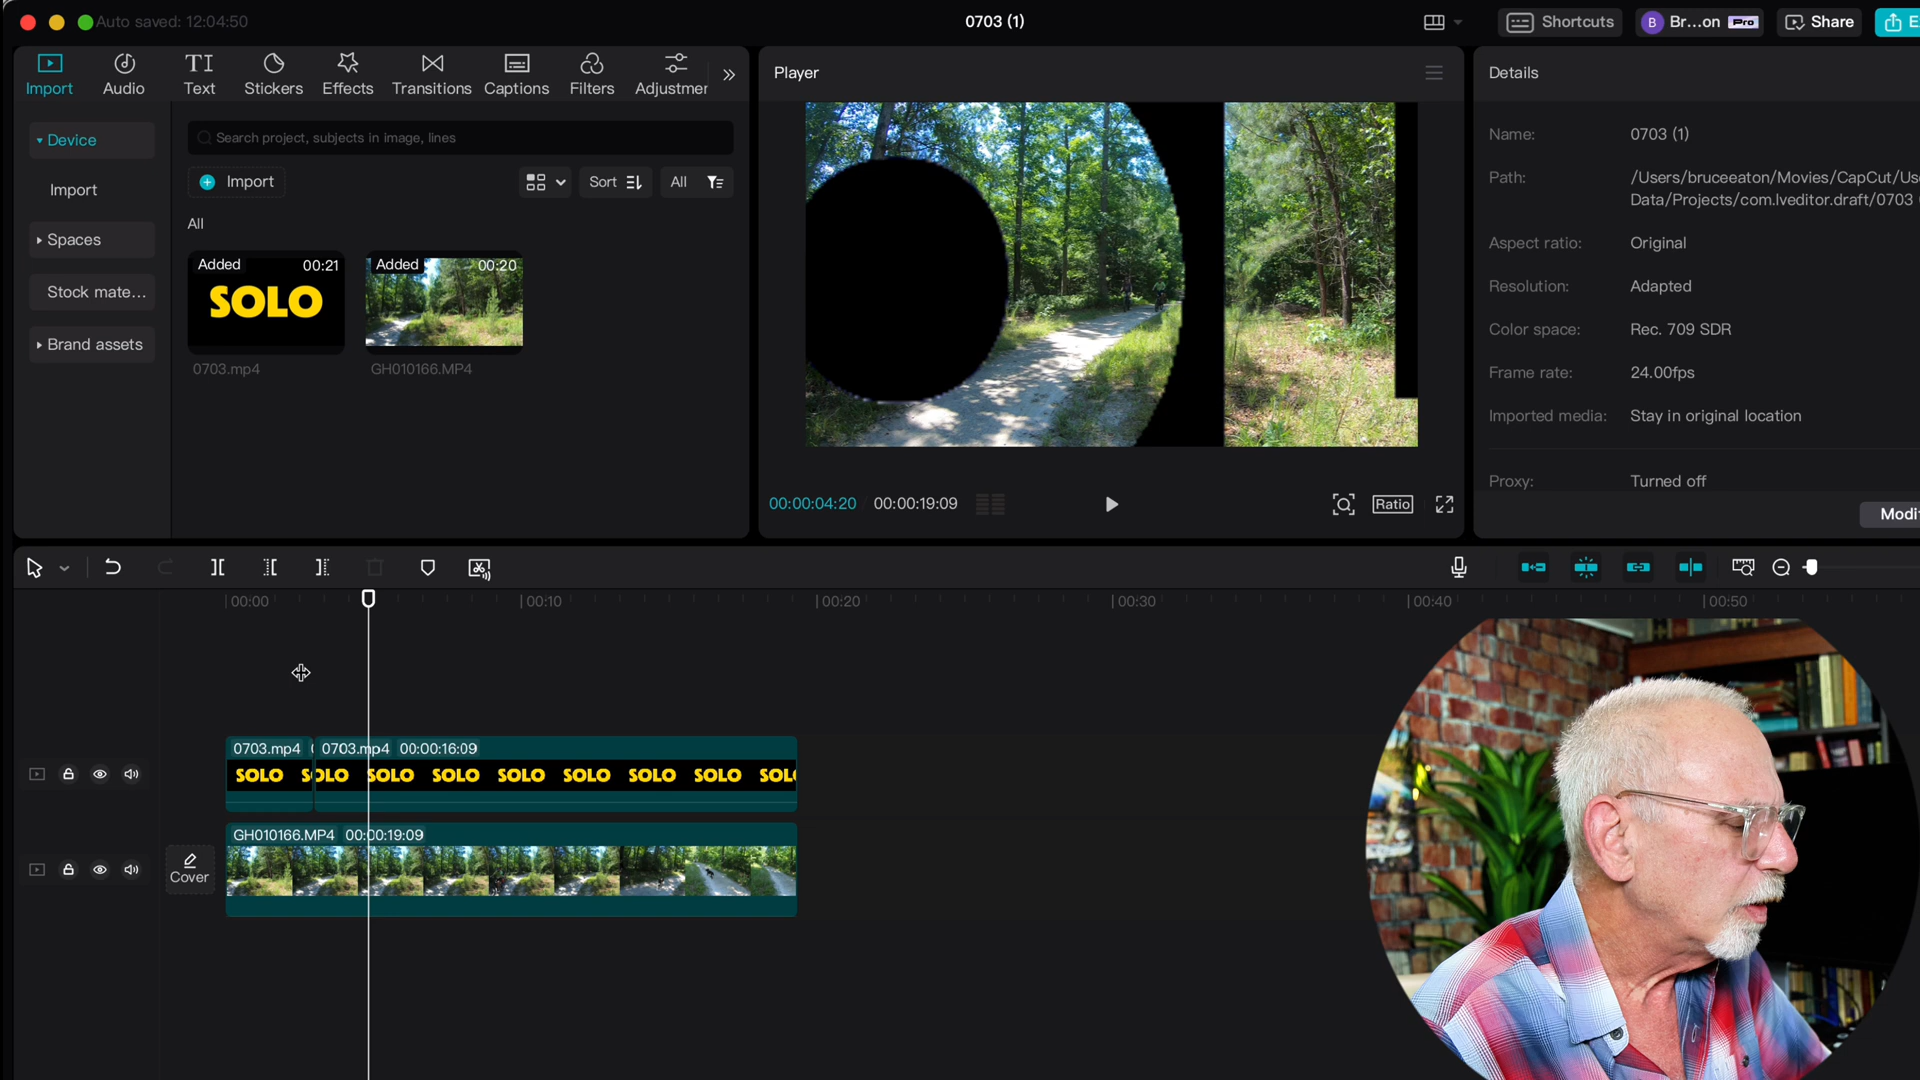 Auto saved: 12:04:50
0703 (1)
Shortcuts
Br...on Pro
Share
Import
Audio
Text
Stickers
Effects
Transitions
Captions
Filters
Adjustmer
Player
Details
Device
Import
Spaces
Stock mate...
Brand assets
Search project, subjects in image, lines
Import
Sort
All
All
Added 00:21
SOLO
0703.mp4
Added 00:20
GH010166.MP4
00:00:04:20 00:00:19:09
Ratio
Name: 0703 (1)
Path: /Users/bruceeaton/Movies/CapCut/Use
Data/Projects/com.lveditor.draft/0703
Aspect ratio: Original
Resolution: Adapted
Color space: Rec. 709 SDR
Frame rate: 24.00fps
Imported media: Stay in original location
Proxy: Turned off
Modif
00:00 00:10 00:20 00:30 00:40 00:50
0703.mp4 0703.mp4 00:00:16:09
SOLO SOLO SOLO SOLO SOLO SOLO SOLO SOLO SOL
GH010166.MP4 00:00:19:09
Cover